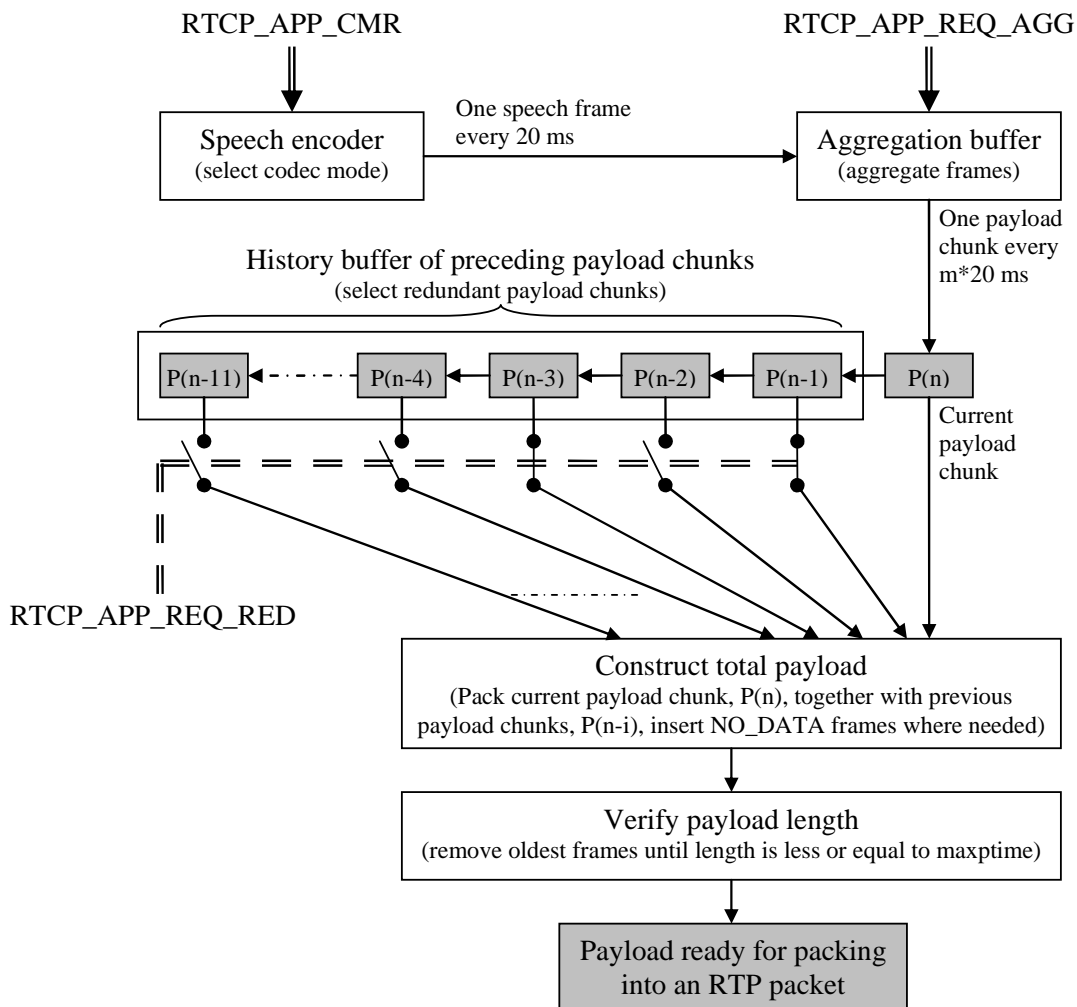 RTCP_APP_CMR
RTCP_APP_REQ_AGG
One speech frame
every 20 ms
Speech encoder
(select codec mode)
Aggregation buffer
(aggregate frames)
One payload
chunk every
m*20 ms
History buffer of preceding payload chunks
(select redundant payload chunks)
P(n-11)
P(n-4)
P(n-3)
P(n-2)
P(n-1)
P(n)
Current
payload
chunk
RTCP_APP_REQ_RED
Construct total payload
(Pack current payload chunk, P(n), together with previous
payload chunks, P(n-i), insert NO_DATA frames where needed)
Verify payload length
(remove oldest frames until length is less or equal to maxptime)
Payload ready for packing
into an RTP packet